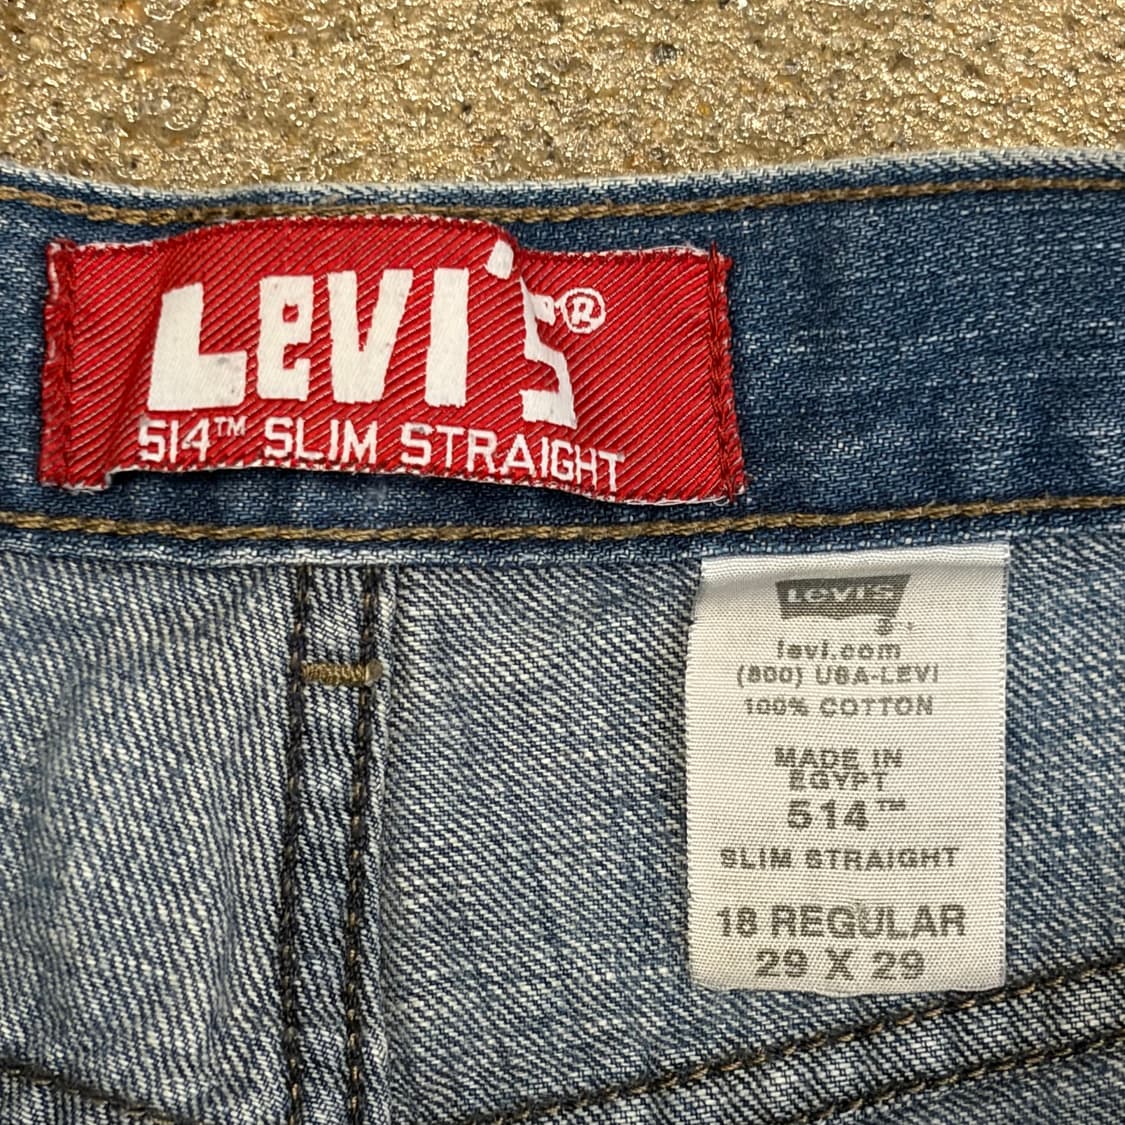 Levi's®
514™ SLIM STRAIGHT
Levi's
®
levi.com
(800) USA-LEVI
100% COTTON
MADE IN
EGYPT
514™
SLIM STRAIGHT
18 REGULAR
29 X 29